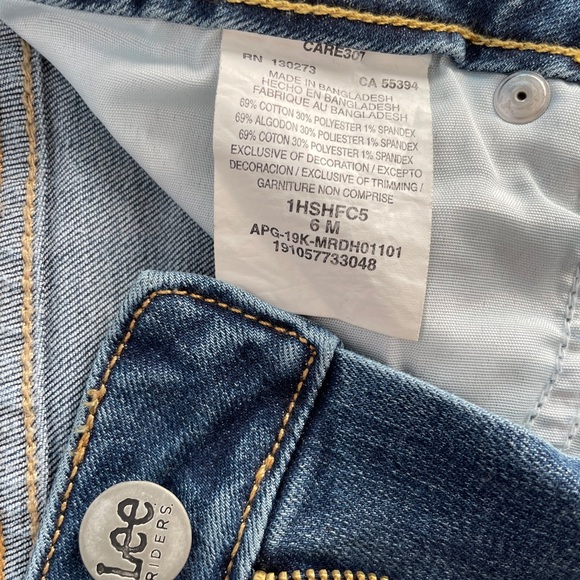 CARE307
RN 130273 CA 55394
MADE IN BANGLADESH
HECHO EN BANGLADESH
FABRIQUE AU BANGLADESH
69% COTTON 30% POLYESTER 1% SPANDEX
69% ALGODON 30% POLYESTER 1% SPANDEX
69% COTON 30% POLYESTER 1% SPANDEX
EXCLUSIVE OF DECORATION / EXCEPTO
DECORACION / EXCLUSIVE OF TRIMMING /
GARNITURE NON COMPRISE
1HSHFC5
6 M
APG-19K-MRDH01101
191057733048
Lee
RIDERS